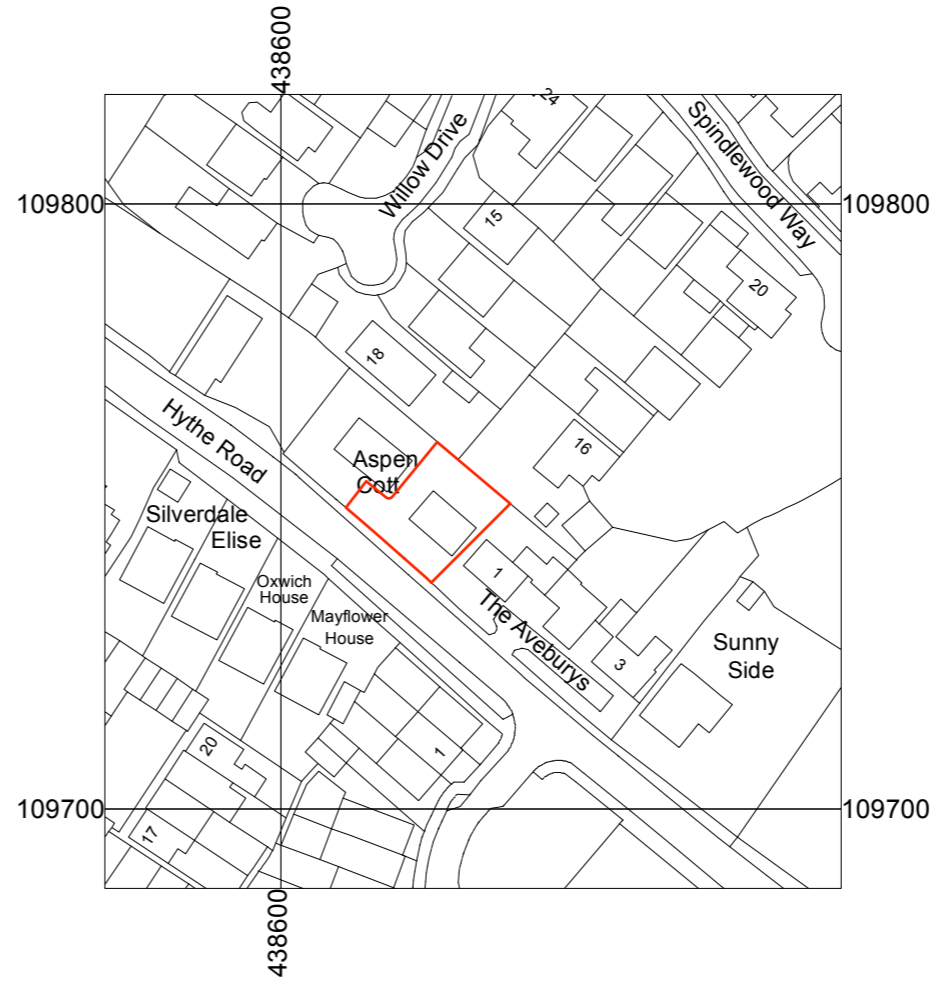 438600
24
Willow Drive
Spindlewood Way
109800
109800
15
20
18
Hythe Road
Aspen
Cott
16
Silverdale
Elise
Oxwich
House
1
Mayflower
House
The Aveburys
3
Sunny
Side
20
1
109700
109700
17
438600